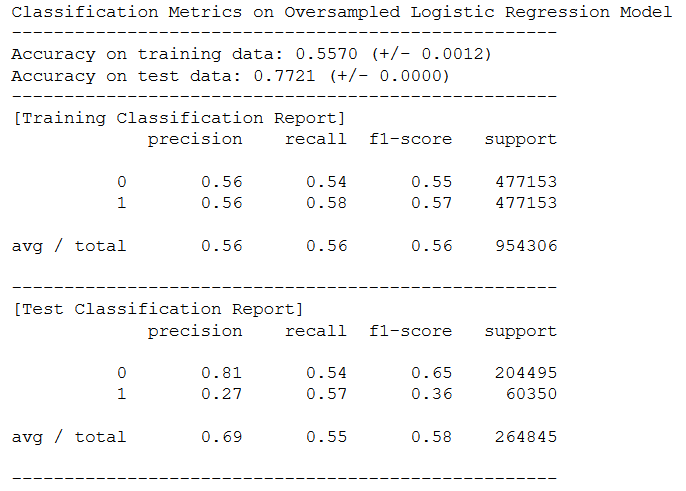 Classification Metrics on Oversampled Logistic Regression Model
----------------------------------------------------
Accuracy on training data: 0.5570 (+/- 0.0012)
Accuracy on test data: 0.7721 (+/- 0.0000)
----------------------------------------------------
[Training Classification Report]
             precision    recall  f1-score   support

          0       0.56      0.54      0.55    477153
          1       0.56      0.58      0.57    477153

avg / total       0.56      0.56      0.56    954306

----------------------------------------------------
[Test Classification Report]
             precision    recall  f1-score   support

          0       0.81      0.54      0.65    204495
          1       0.27      0.57      0.36     60350

avg / total       0.69      0.55      0.58    264845

----------------------------------------------------